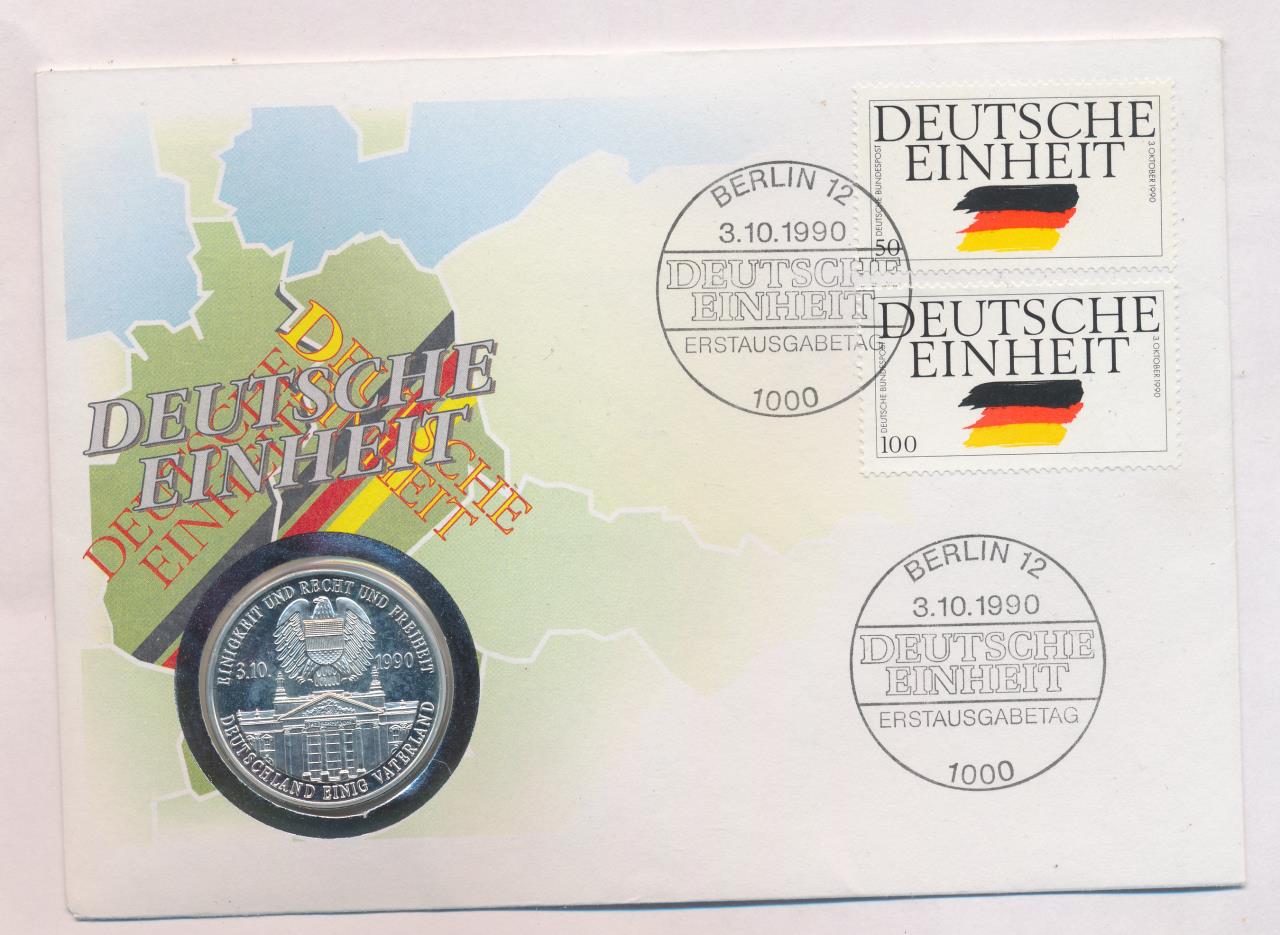 DEUTSCHE
EINHEIT
DEUTSCHE
EINHEIT
DEUTSCHE
EINHEIT
EINIGKEIT UND RECHT UND FREIHEIT
3.10. 1990
DEUTSCHLAND EINIG VATERLAND
BERLIN 12
3.10.1990
DEUTSCHE
EINHEIT
ERSTAUSGABETAG
1000
DEUTSCHE
EINHEIT
DEUTSCHE BUNDESPOST
3. OKTOBER 1990
50
DEUTSCHE
EINHEIT
DEUTSCHE BUNDESPOST
3. OKTOBER 1990
100
BERLIN 12
3.10.1990
DEUTSCHE
EINHEIT
ERSTAUSGABETAG
1000